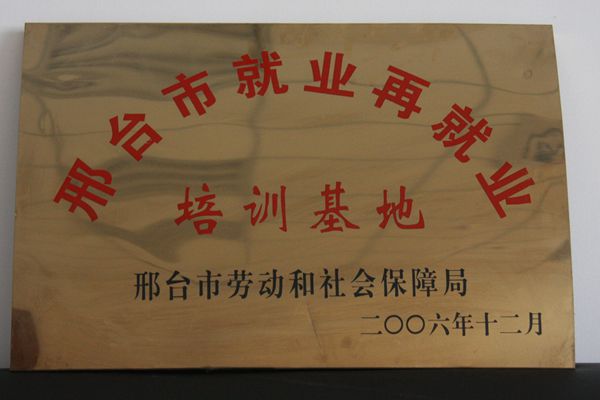 邢台市就业再就业
培训基地
邢台市劳动和社会保障局
二〇〇六年十二月